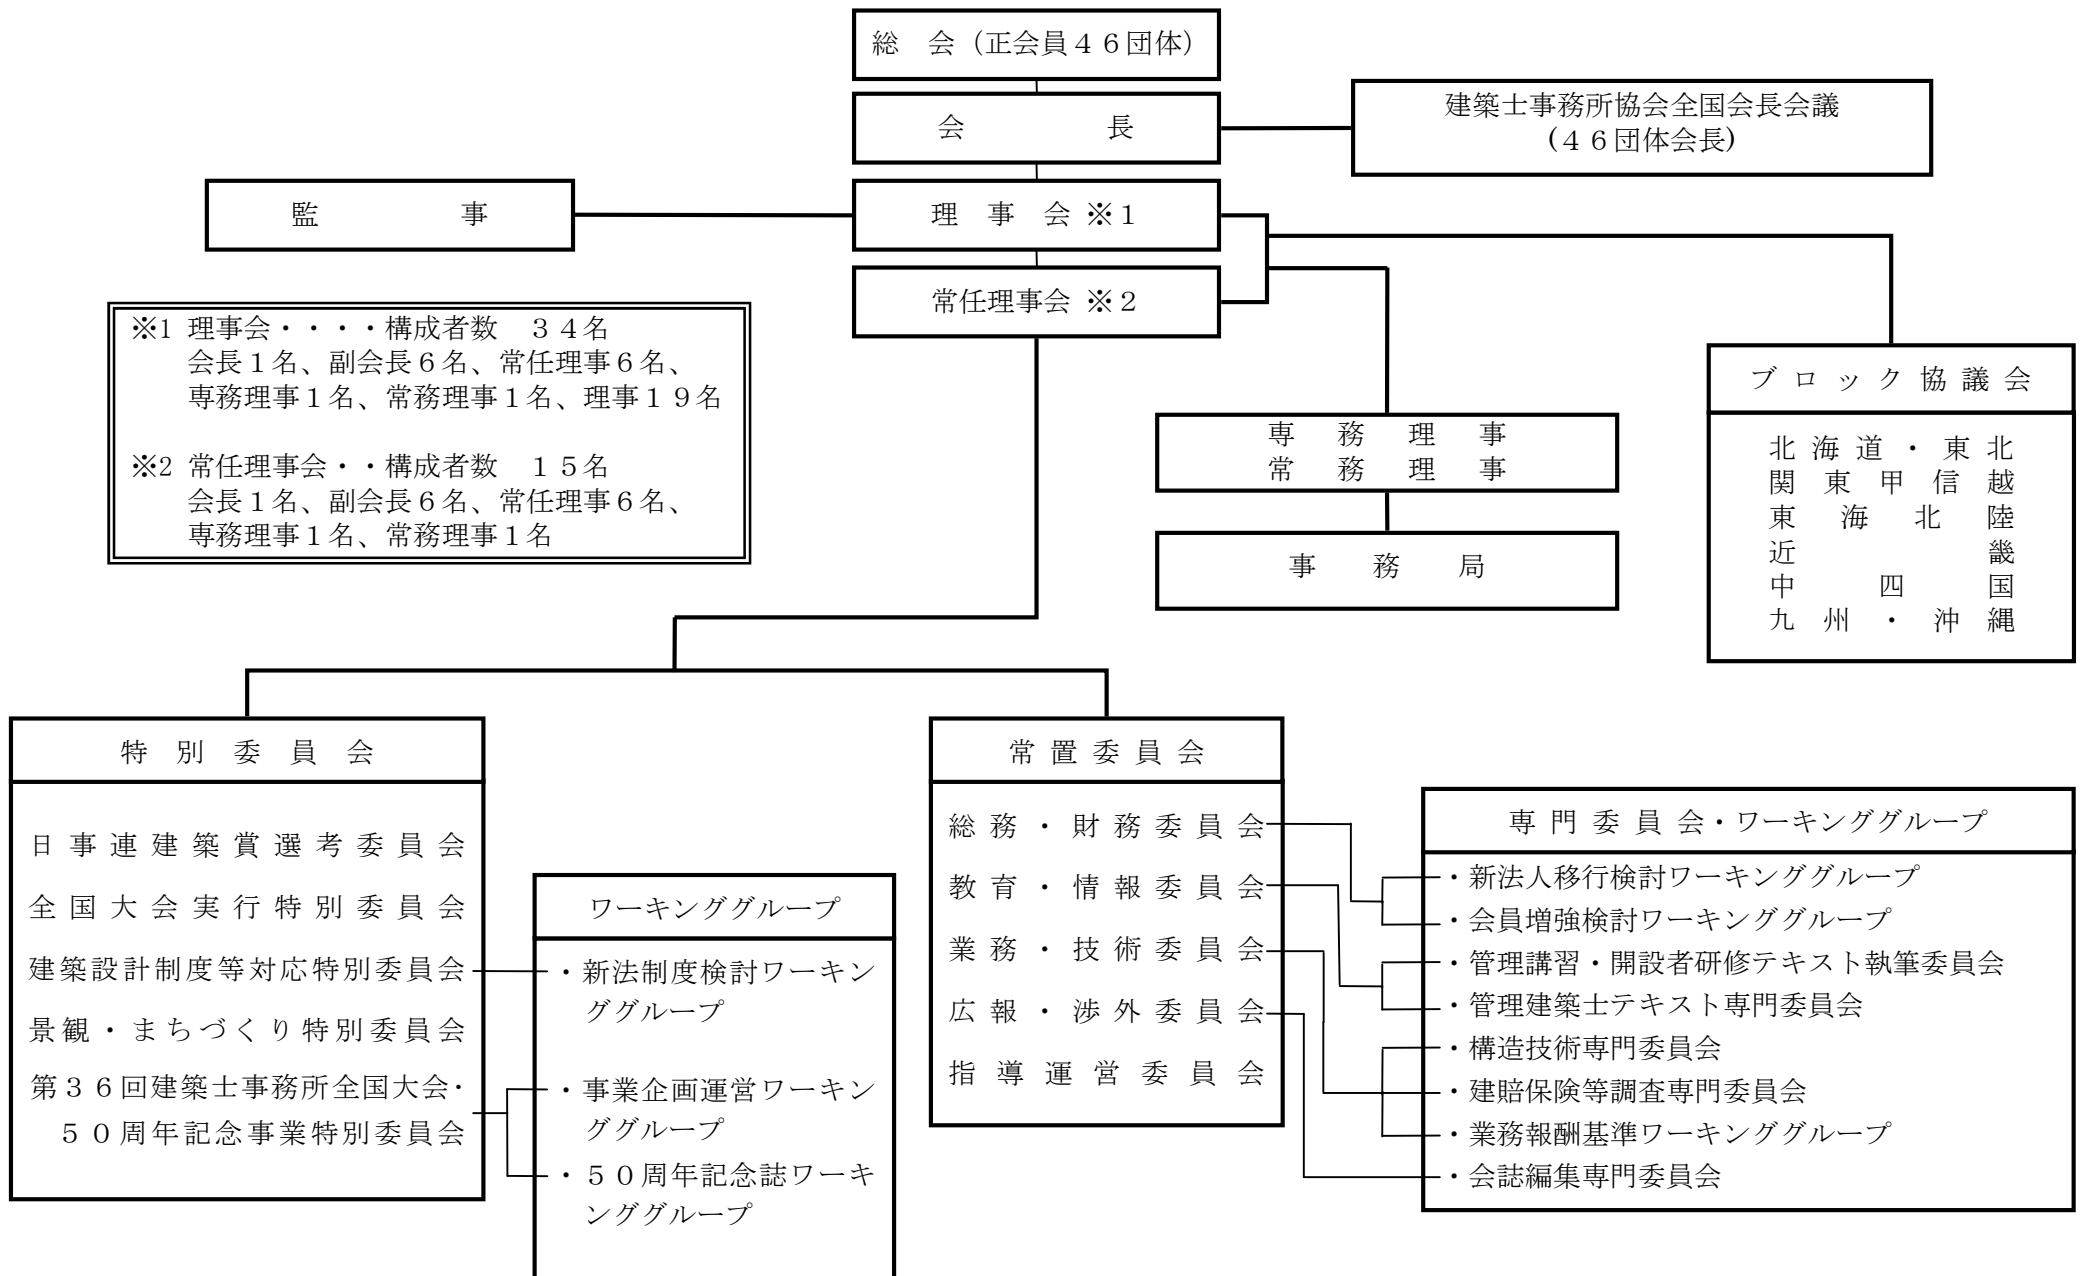 総　会（正会員４６団体）
会　　　　　長
建築士事務所協会全国会長会議
(４６団体会長)
監　　　　　事
理　事　会 ※１
常任理事会 ※２
※1 理事会・・・・構成者数　３４名
会長１名、副会長６名、常任理事６名、
専務理事１名、常務理事１名、理事１９名
※2 常任理事会・・構成者数　１５名
会長１名、副会長６名、常任理事６名、
専務理事１名、常務理事１名
専　務　理　事
常　務　理　事
事　務　局
ブロック協議会
北海道・東北
関東甲信越
東海北陸
近畿
中四国
九州・沖縄
特別委員会
日事連建築賞選考委員会
全国大会実行特別委員会
建築設計制度等対応特別委員会
景観・まちづくり特別委員会
第３６回建築士事務所全国大会・
５０周年記念事業特別委員会
ワーキンググループ
・新法制度検討ワーキン
ググループ
・事業企画運営ワーキン
ググループ
・５０周年記念誌ワーキ
ンググループ
常置委員会
総務・財務委員会
教育・情報委員会
業務・技術委員会
広報・渉外委員会
指導運営委員会
専門委員会・ワーキンググループ
・新法人移行検討ワーキンググループ
・会員増強検討ワーキンググループ
・管理講習・開設者研修テキスト執筆委員会
・管理建築士テキスト専門委員会
・構造技術専門委員会
・建賠保険等調査専門委員会
・業務報酬基準ワーキンググループ
・会誌編集専門委員会